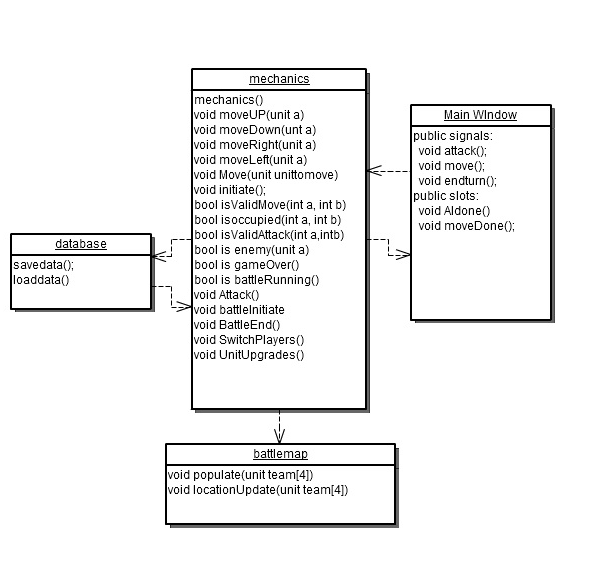 mechanics
mechanics()
void moveUP(unit a)
void moveDown(unt a)
void moveRight(unit a)
void moveLeft(unit a)
void Move(unit unittomove)
void initiate();
bool isValidMove(int a, int b)
bool isoccupied(int a, int b)
bool isValidAttack(int a,intb)
bool is enemy(unit a)
bool is gameOver()
bool is battleRunning()
void Attack()
void battleInitiate
void BattleEnd()
void SwitchPlayers()
void UnitUpgrades()
Main WIndow
public signals:
void attack();
void move();
void endturn();
public slots:
void AIdone()
void moveDone();
database
savedata();
loaddata()
battlemap
void populate(unit team[4])
void locationUpdate(unit team[4])